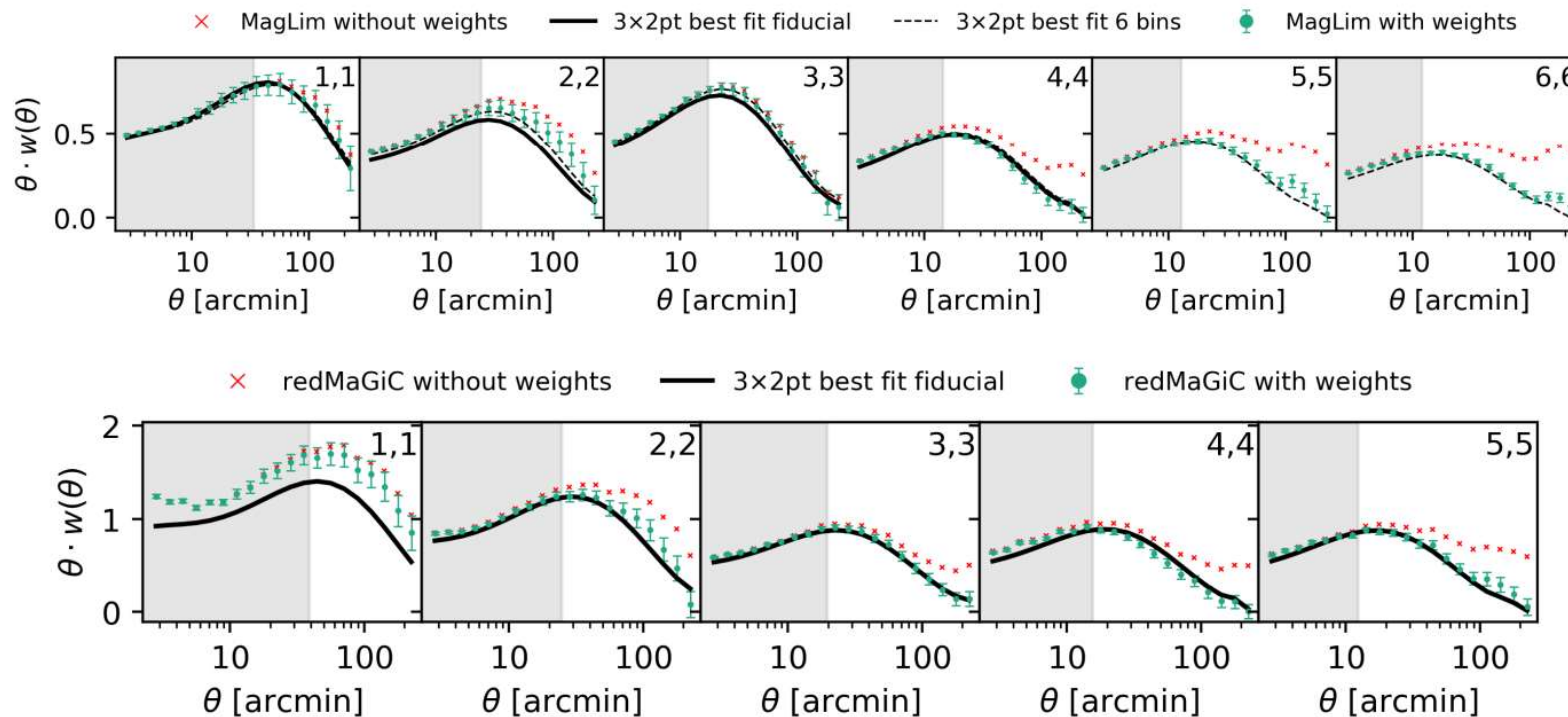 × MagLim without weights — 3×2pt best fit fiducial --- 3×2pt best fit 6 bins MagLim with weights
1,1 2,2 3,3 4,4 5,5 6,6
θ · w(θ)
0.5
0.0
10 100 10 100 10 100 10 100 10 100 10 100
θ [arcmin] θ [arcmin] θ [arcmin] θ [arcmin] θ [arcmin] θ [arcmin]
× redMaGiC without weights — 3×2pt best fit fiducial redMaGiC with weights
2
1,1 2,2 3,3 4,4 5,5
θ · w(θ)
1
0
10 100 10 100 10 100 10 100 10 100
θ [arcmin] θ [arcmin] θ [arcmin] θ [arcmin] θ [arcmin]